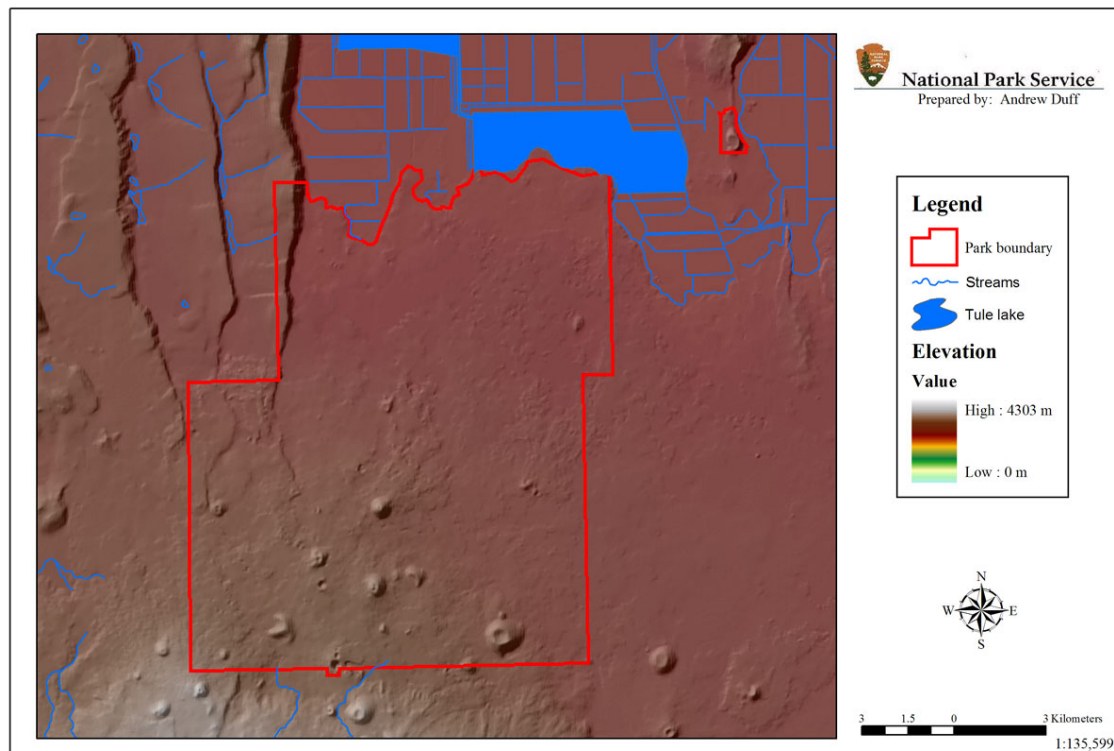 National Park Service
Prepared by: Andrew Duff
Legend
Park boundary
Streams
Tule lake
Elevation
Value
High : 4303 m
Low : 0 m
N
W E
S
3 1.5 0 3 Kilometers
1:135,599